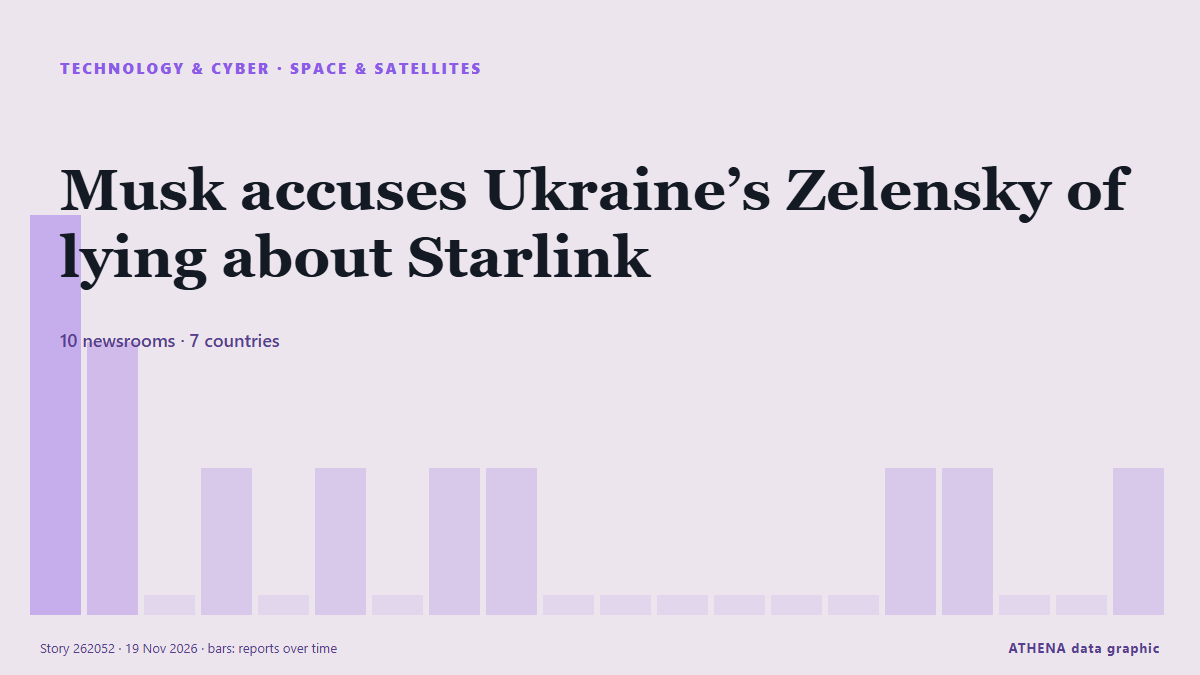 TECHNOLOGY & CYBER · SPACE & SATELLITES
Musk accuses Ukraine’s Zelensky of
lying about Starlink
10 newsrooms · 7 countries
Story 262052 · 19 Nov 2026 · bars: reports over time
ATHENA data graphic